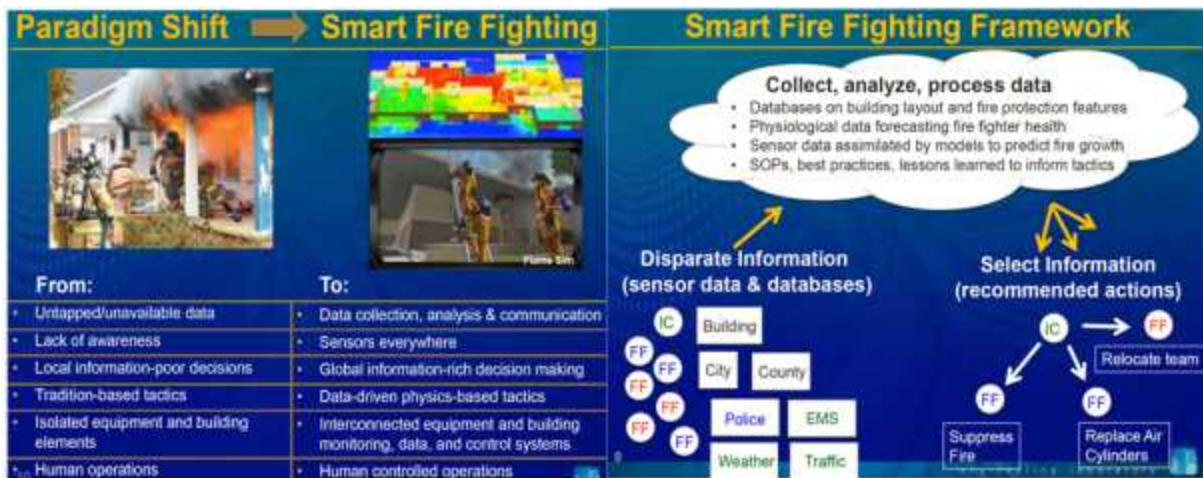 Paradigm Shift
Smart Fire Fighting
Flame Sim
From:
To:
• Untapped/unavailable data
• Data collection, analysis & communication
• Lack of awareness
• Sensors everywhere
• Local information-poor decisions
• Global information-rich decision making
• Tradition-based tactics
• Data-driven physics-based tactics
• Isolated equipment and building
elements
• Interconnected equipment and building
monitoring, data, and control systems
• Human operations
• Human controlled operations
Smart Fire Fighting Framework
Collect, analyze, process data
• Databases on building layout and fire protection features
• Physiological data forecasting fire fighter health
• Sensor data assimilated by models to predict fire growth
• SOPs, best practices, lessons learned to inform tactics
Disparate Information
(sensor data & databases)
IC
FF
FF
FF
FF
FF
FF
Building
City
County
Police
EMS
Weather
Traffic
Select Information
(recommended actions)
IC
FF
Relocate team
FF
FF
Suppress
Fire
Replace Air
Cylinders